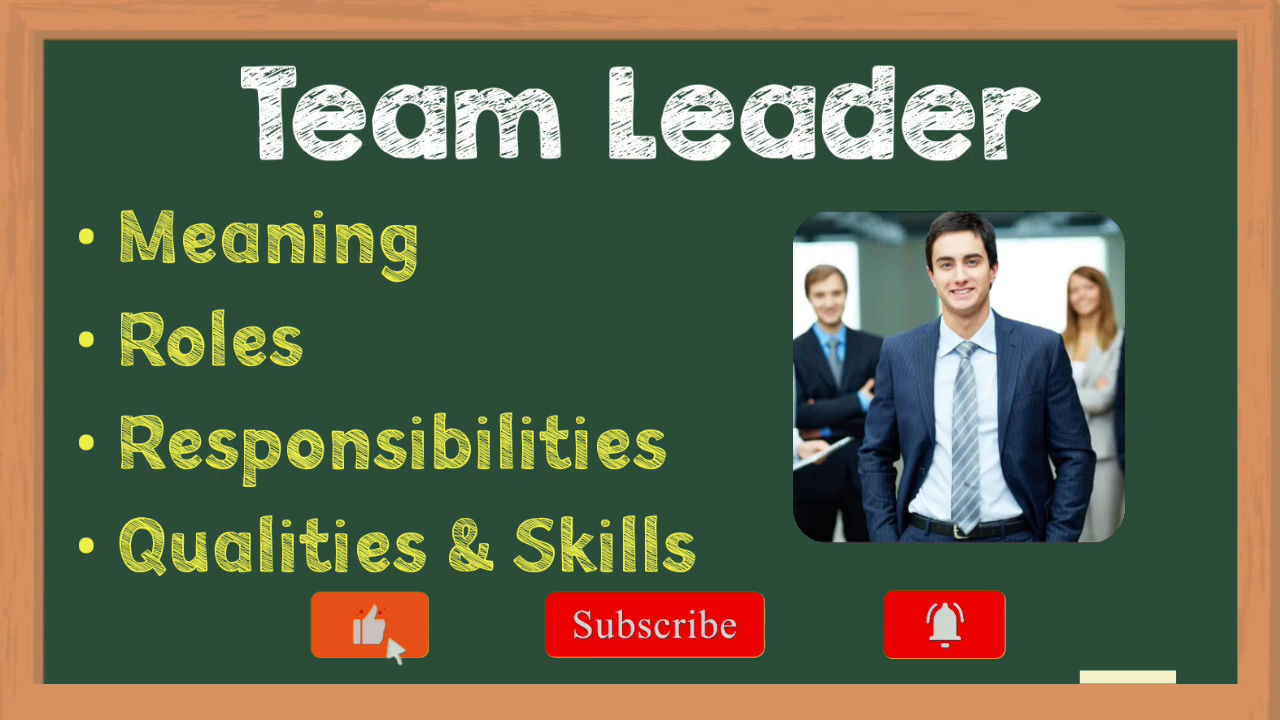 Team Leader
• Meaning
• Roles
• Responsibilities
• Qualities & Skills
Subscribe